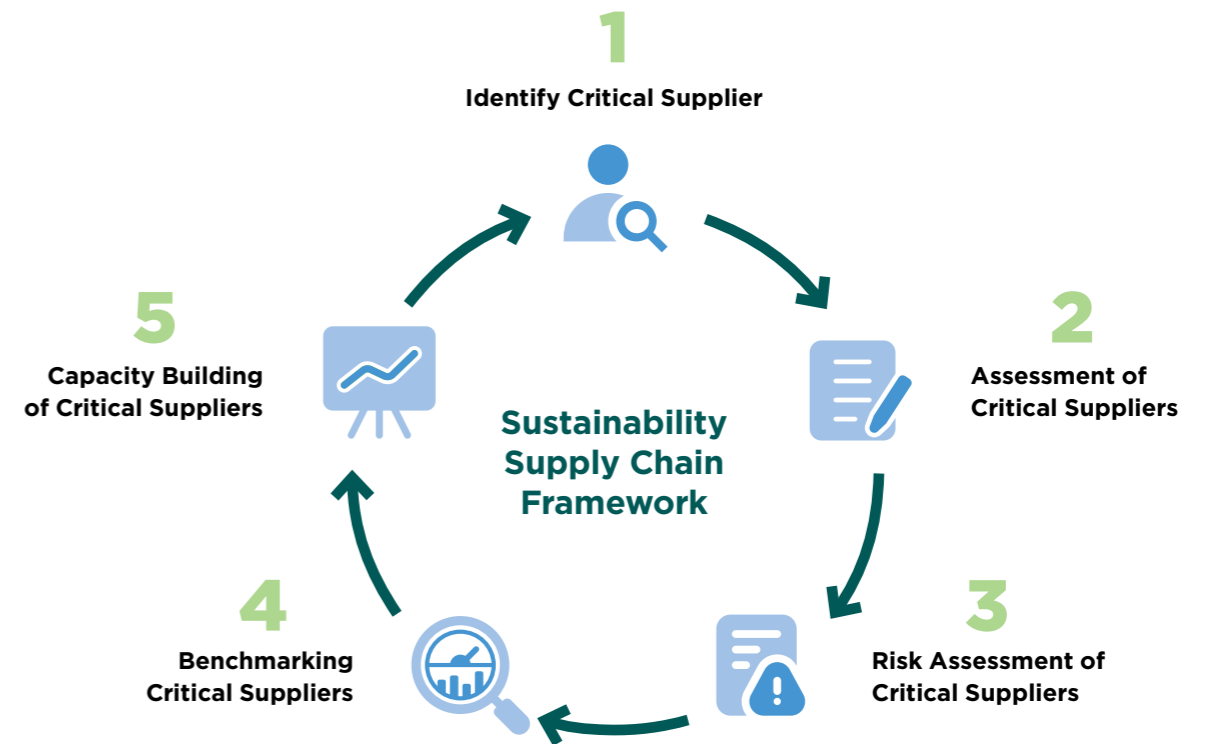 1
Identify Critical Supplier
2
Assessment of
Critical Suppliers
3
Risk Assessment of
Critical Suppliers
4
Benchmarking
Critical Suppliers
5
Capacity Building
of Critical Suppliers
Sustainability
Supply Chain
Framework